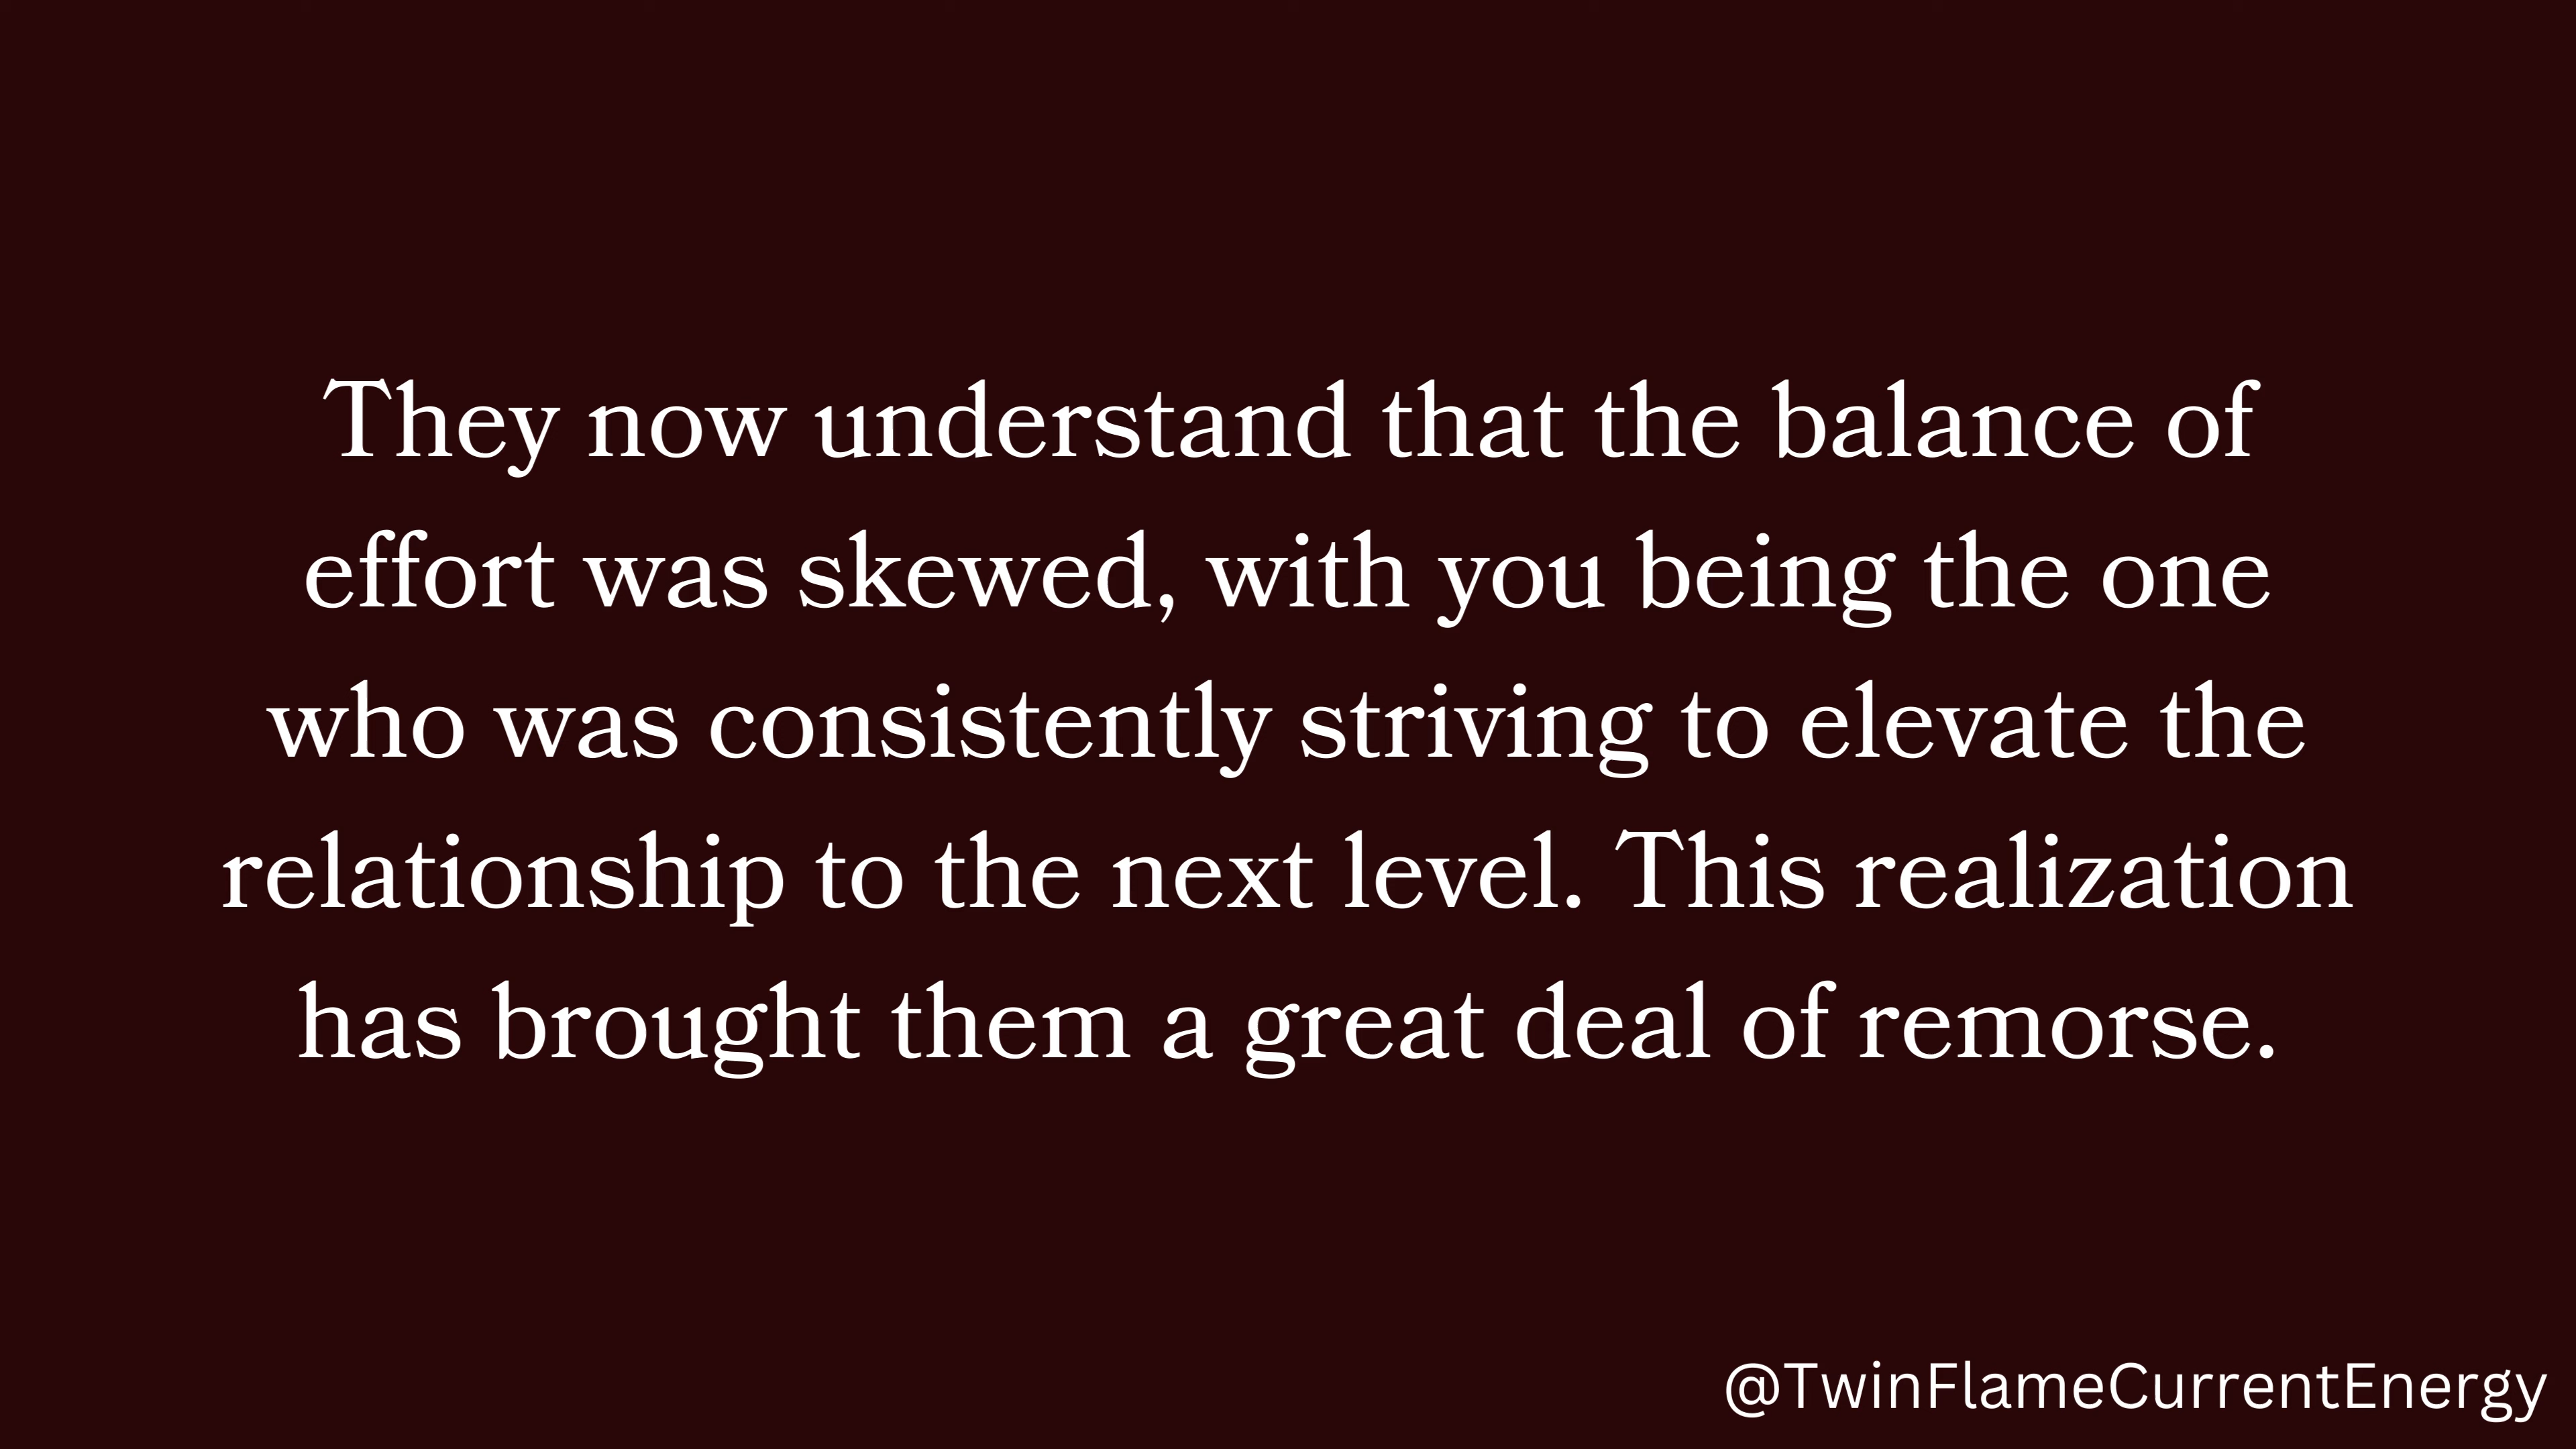 They now understand that the balance of
effort was skewed, with you being the one
who was consistently striving to elevate the
relationship to the next level. This realization
has brought them a great deal of remorse.
@TwinFlameCurrentEnergy